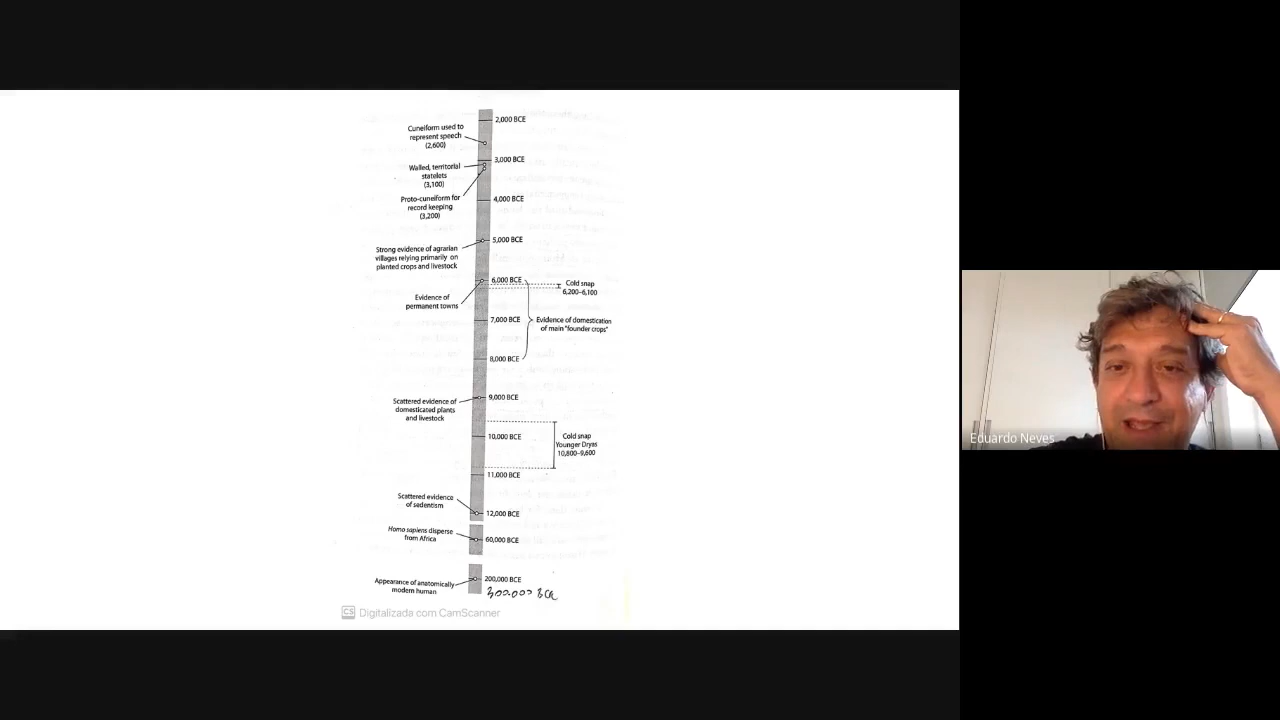 2,000 BCE
Cuneiform used to
represent speech
(2,600)
3,000 BCE
Walled, territorial
statelets
(3,100)
Proto-cuneiform for
record keeping
(3,200)
4,000 BCE
5,000 BCE
Strong evidence of agrarian
villages relying primarily on
planted crops and livestock
6,000 BCE
Cold snap
6,200–6,100
Evidence of
permanent towns
7,000 BCE
Evidence of domestication
of main "founder crops"
8,000 BCE
9,000 BCE
Scattered evidence of
domesticated plants
and livestock
10,000 BCE
Cold snap
Younger Dryas
10,800–9,600
11,000 BCE
Scattered evidence
of sedentism
12,000 BCE
Homo sapiens disperse
from Africa
60,000 BCE
200,000 BCE
Appearance of anatomically
modern human
300.000 BCE
CS Digitalizada com CamScanner
Eduardo Neves